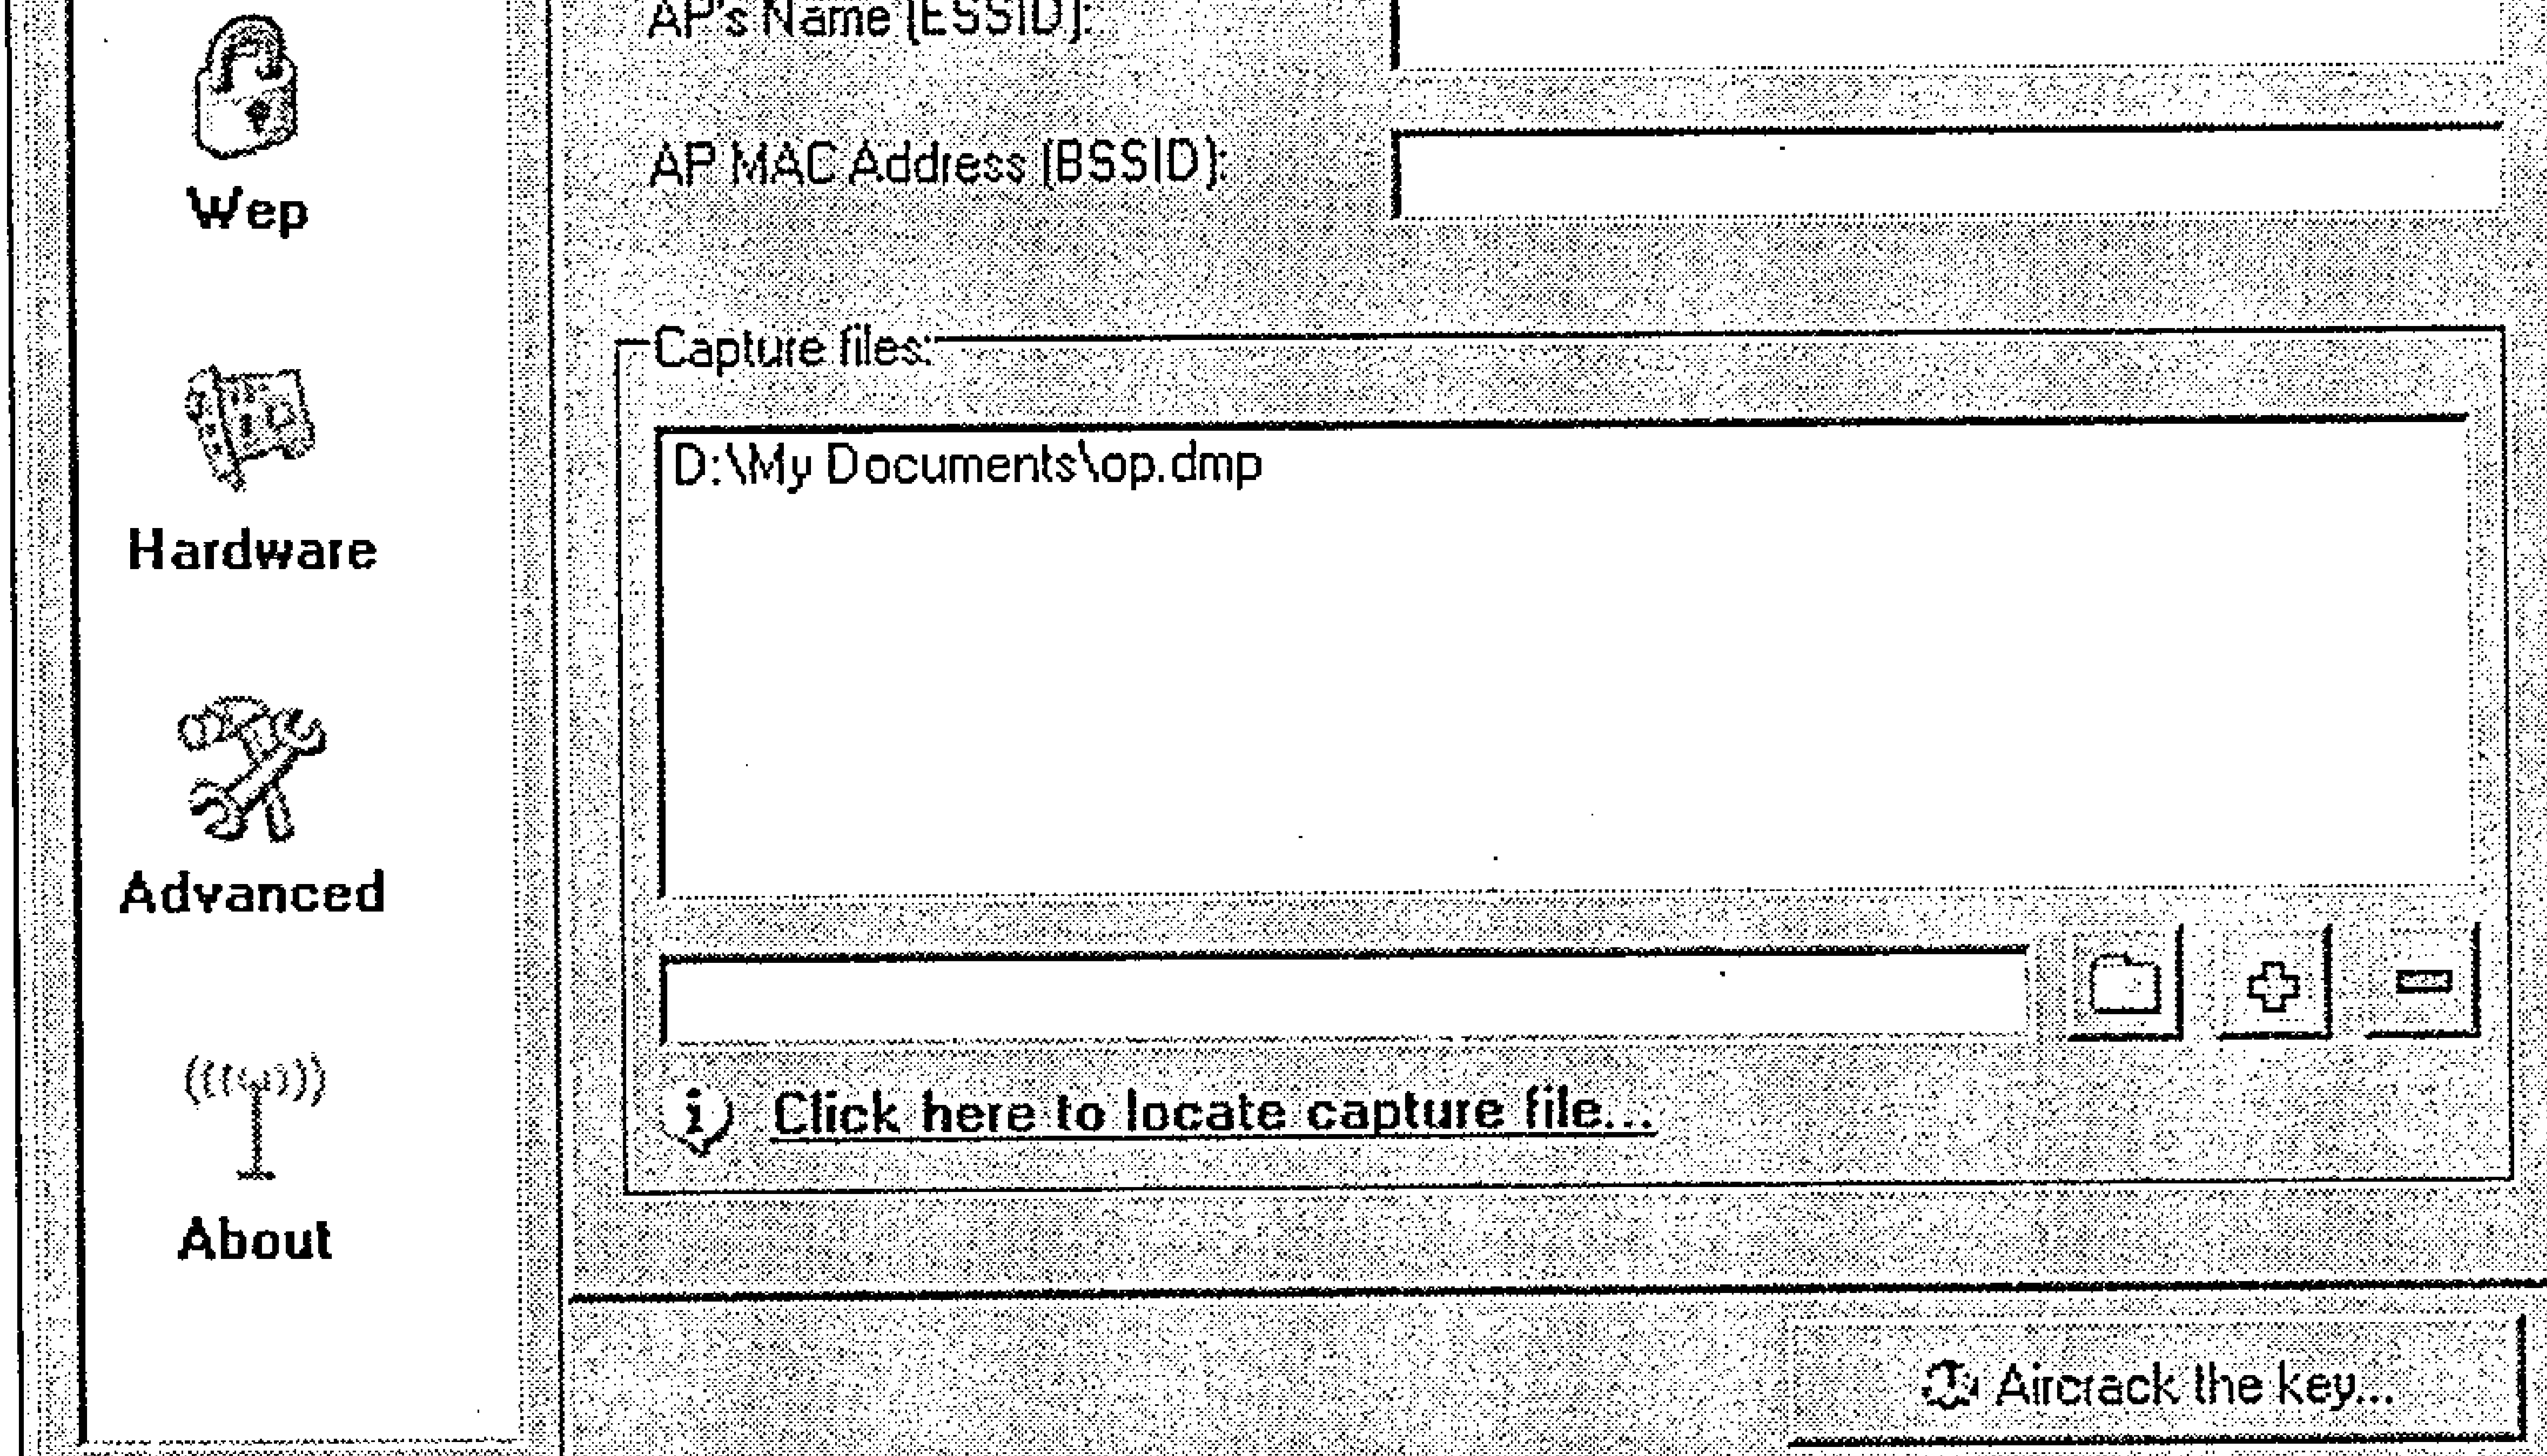 AP's Name (ESSID):
AP MAC Address (BSSID):
Wep
Capture files:
D:\My Documents\op.dmp
Hardware
Advanced
Click here to locate capture file...
About
Aircrack the key...